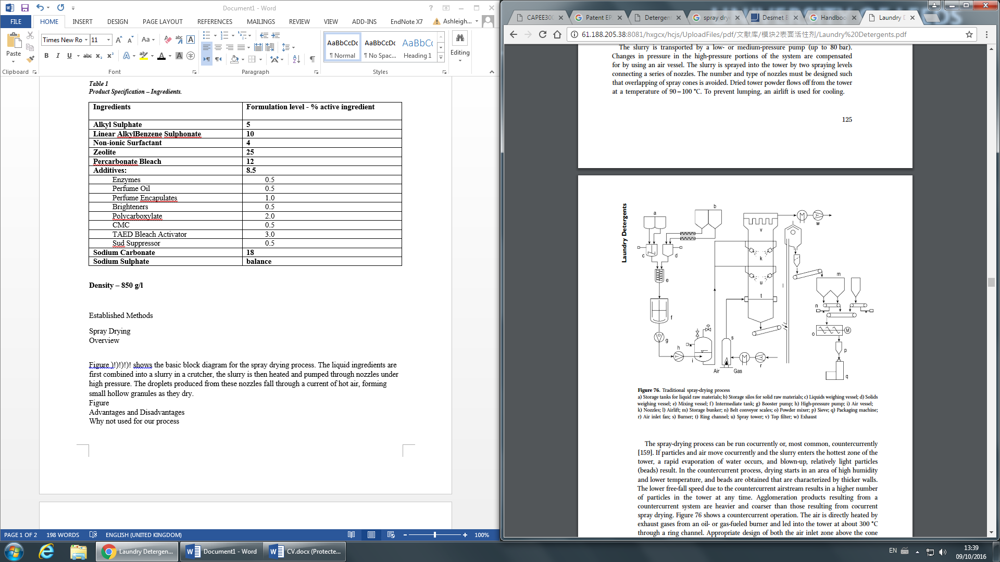 Document1 - Word
FILE HOME INSERT DESIGN PAGE LAYOUT REFERENCES MAILINGS REVIEW VIEW ADD-INS EndNote X7 Ashleigh...
Times New Ro 11
Paste
AaBbCcDc AaBbCcDc AaBbCc
¶ Normal ¶ No Spac... Heading 1
Editing
Clipboard Font Paragraph Styles
Table 1
Product Specification – Ingredients.
Ingredients Formulation level - % active ingredient
Alkyl Sulphate 5
Linear AlkylBenzene Sulphonate 10
Non-ionic Surfactant 4
Zeolite 25
Percarbonate Bleach 12
Additives: 8.5
Enzymes 0.5
Perfume Oil 0.5
Perfume Encapulates 1.0
Brighteners 0.5
Polycarboxylate 2.0
CMC 0.5
TAED Bleach Activator 3.0
Sud Suppressor 0.5
Sodium Carbonate 18
Sodium Sulphate balance
Density – 850 g/l
Established Methods
Spray Drying
Overview
Figure )!)!)!)! shows the basic block diagram for the spray drying process. The liquid ingredients are
first combined into a slurry in a crutcher, the slurry is then heated and pumped through nozzles under
high pressure. The droplets produced from these nozzles fall through a current of hot air, forming
small hollow granules as they dry.
Figure
Advantages and Disadvantages
Why not used for our process
PAGE 1 OF 2 198 WORDS ENGLISH (UNITED KINGDOM) 100%
CAPEE300 Patent EP Detergent spray drye Desmet B Handboo Laundry D
61.188.205.38:8081/hxgcx/hcjs/UploadFiles/pdf/文献库/模块2表面活性剂/Laundry%20Detergents.pdf
The slurry is transported by a low- or medium-pressure pump (up to 80 bar).
Changes in pressure in the high-pressure portions of the system are compensated
for by using an air vessel. The slurry is sprayed into the tower by two spraying levels
connecting a series of nozzles. The number and type of nozzles must be designed such
that overlapping of spray cones is avoided. Dried tower powder flows off from the tower
at a temperature of 90 – 100 °C. To prevent lumping, an airlift is used for cooling.
125
Laundry Detergents
a
b
c
d
e
f
g
h
i
k
l
m
n
o
M
p
q
r
s
t
u
v
w
Air Gas
Figure 76. Traditional spray-drying process
a) Storage tanks for liquid raw materials; b) Storage silos for solid raw materials; c) Liquids weighing vessel; d) Solids
weighing vessel; e) Mixing vessel; f) Intermediate tank; g) Booster pump; h) High-pressure pump; i) Air vessel;
k) Nozzles; l) Airlift; m) Storage bunker; n) Belt conveyor scales; o) Powder mixer; p) Sieve; q) Packaging machine;
r) Air inlet fan; s) Burner; t) Ring channel; u) Spray tower; v) Top filter; w) Exhaust
The spray-drying process can be run cocurrently or, most common, countercurrently
[159]. If particles and air move cocurrently and the slurry enters the hottest zone of the
tower, a rapid evaporation of water occurs, and blown-up, relatively light particles
(beads) result. In the countercurrent process, drying starts in an area of high humidity
and lower temperature, and beads are obtained that are characterized by thicker walls.
The lower free-fall speed due to the countercurrent airstream results in a higher number
of particles in the tower at any time. Agglomeration products resulting from a
countercurrent system are heavier and coarser than those resulting from cocurrent
spray drying. Figure 76 shows a countercurrent operation. The air is directly heated by
exhaust gases from an oil- or gas-fueled burner and led into the tower at about 300 °C
through a ring channel. Appropriate design of both the air inlet zone above the cone
Laundry Detergen... Document1 - Word CV.docx (Protecte...
EN 13:39
09/10/2016